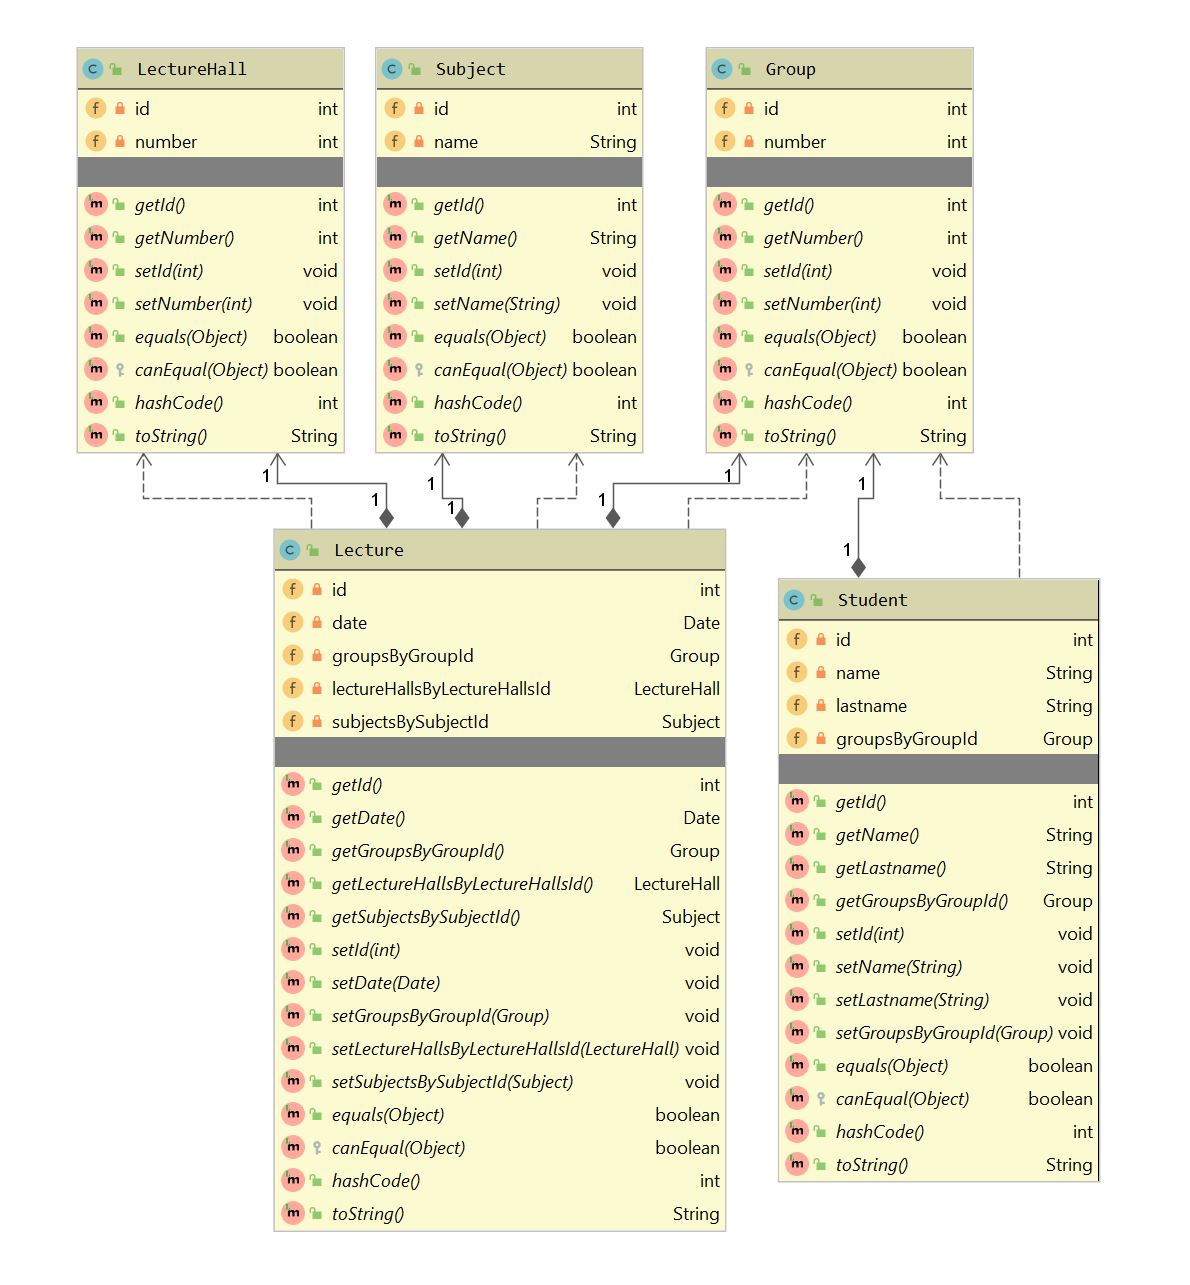 LectureHall
id int
number int
getId() int
getNumber() int
setId(int) void
setNumber(int) void
equals(Object) boolean
canEqual(Object) boolean
hashCode() int
toString() String
Subject
id int
name String
getId() int
getName() String
setId(int) void
setName(String) void
equals(Object) boolean
canEqual(Object) boolean
hashCode() int
toString() String
Group
id int
number int
getId() int
getNumber() int
setId(int) void
setNumber(int) void
equals(Object) boolean
canEqual(Object) boolean
hashCode() int
toString() String
1
1
1
1
1
1
1
1
Lecture
id int
date Date
groupsByGroupId Group
lectureHallsByLectureHallsId LectureHall
subjectsBySubjectId Subject
getId() int
getDate() Date
getGroupsByGroupId() Group
getLectureHallsByLectureHallsId() LectureHall
getSubjectsBySubjectId() Subject
setId(int) void
setDate(Date) void
setGroupsByGroupId(Group) void
setLectureHallsByLectureHallsId(LectureHall) void
setSubjectsBySubjectId(Subject) void
equals(Object) boolean
canEqual(Object) boolean
hashCode() int
toString() String
Student
id int
name String
lastname String
groupsByGroupId Group
getId() int
getName() String
getLastname() String
getGroupsByGroupId() Group
setId(int) void
setName(String) void
setLastname(String) void
setGroupsByGroupId(Group) void
equals(Object) boolean
canEqual(Object) boolean
hashCode() int
toString() String